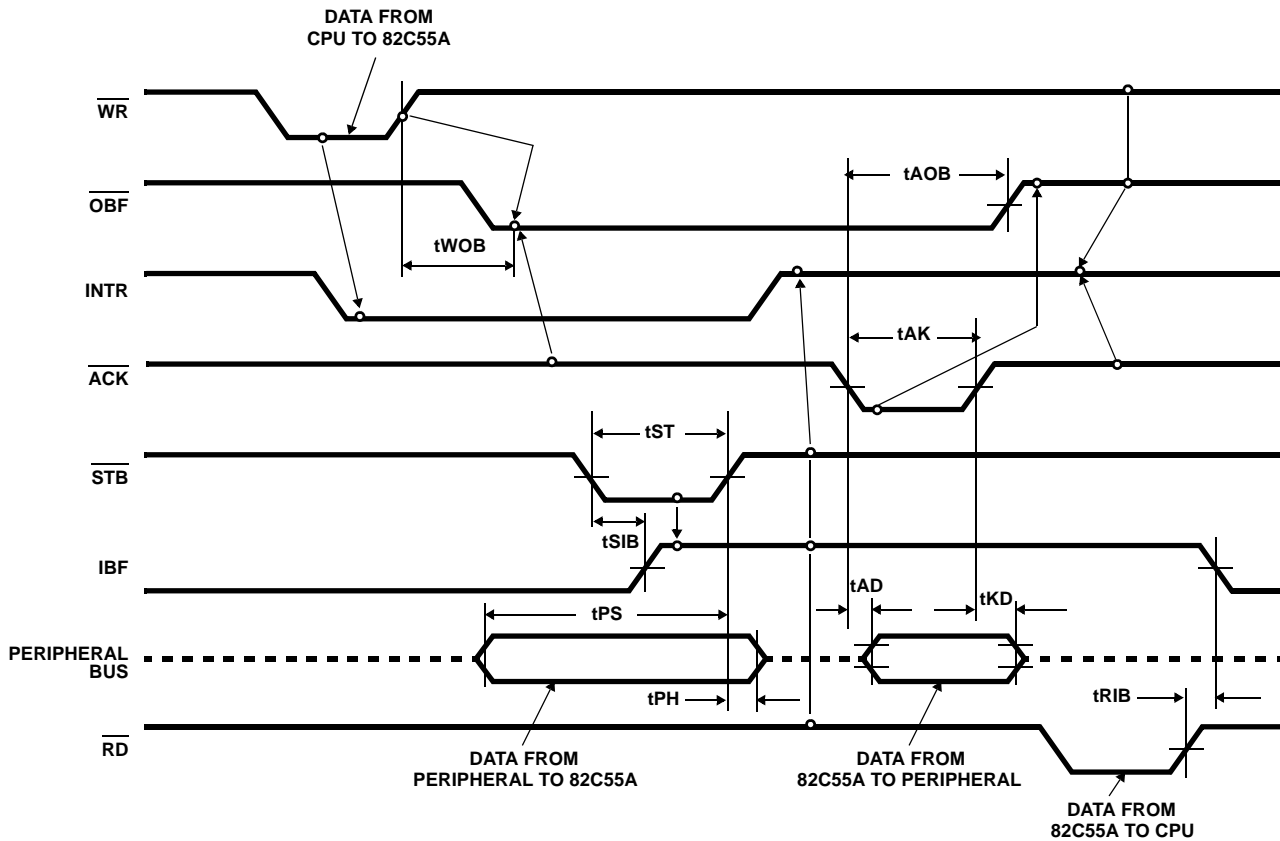 DATA FROM
CPU TO 82C55A
WR
OBF
tAOB
tWOB
INTR
tAK
ACK
tST
STB
tSIB
IBF
tAD
tKD
tPS
PERIPHERAL
BUS
tPH
tRIB
RD
DATA FROM
PERIPHERAL TO 82C55A
DATA FROM
82C55A TO PERIPHERAL
DATA FROM
82C55A TO CPU